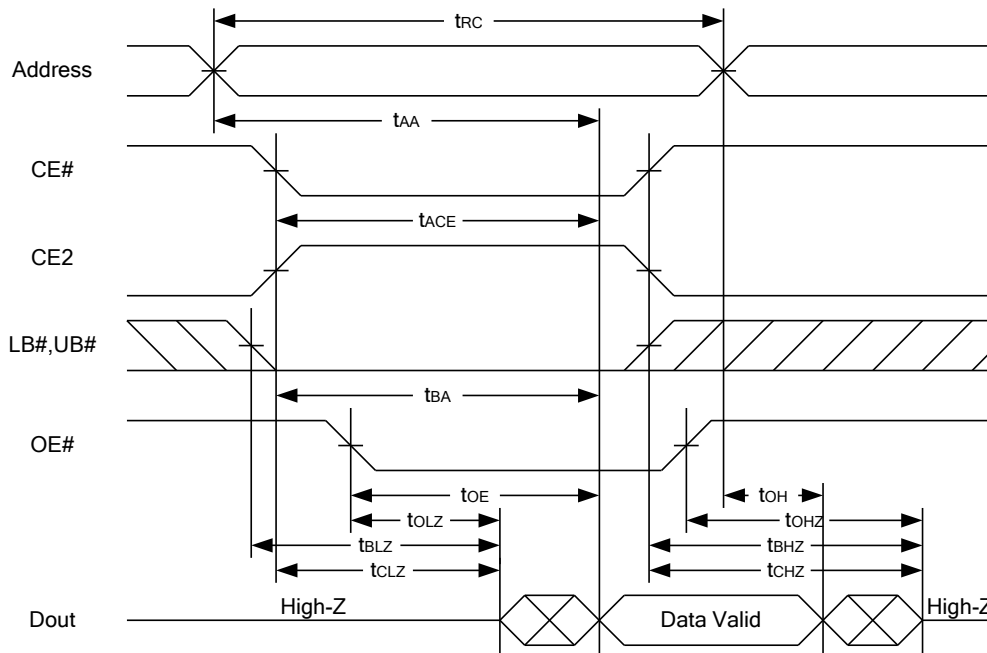 tRC
Address
tAA
CE#
tACE
CE2
LB#,UB#
tBA
OE#
tOE
tOH
tOLZ
tOHZ
tBLZ
tBHZ
tCLZ
tCHZ
High-Z
High-Z
Dout
Data Valid